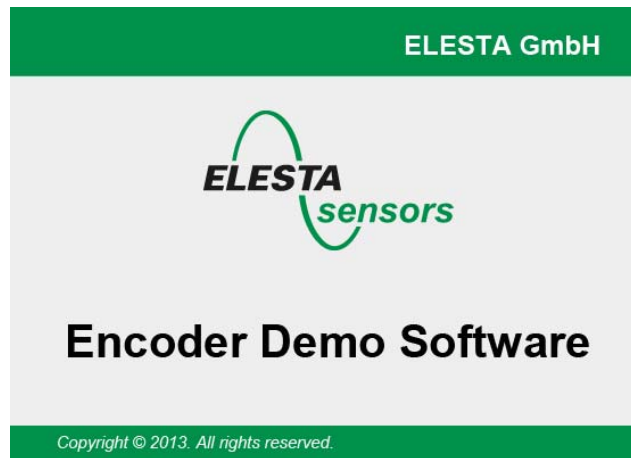 ELESTA GmbH
ELESTA
sensors
Encoder Demo Software
Copyright © 2013. All rights reserved.